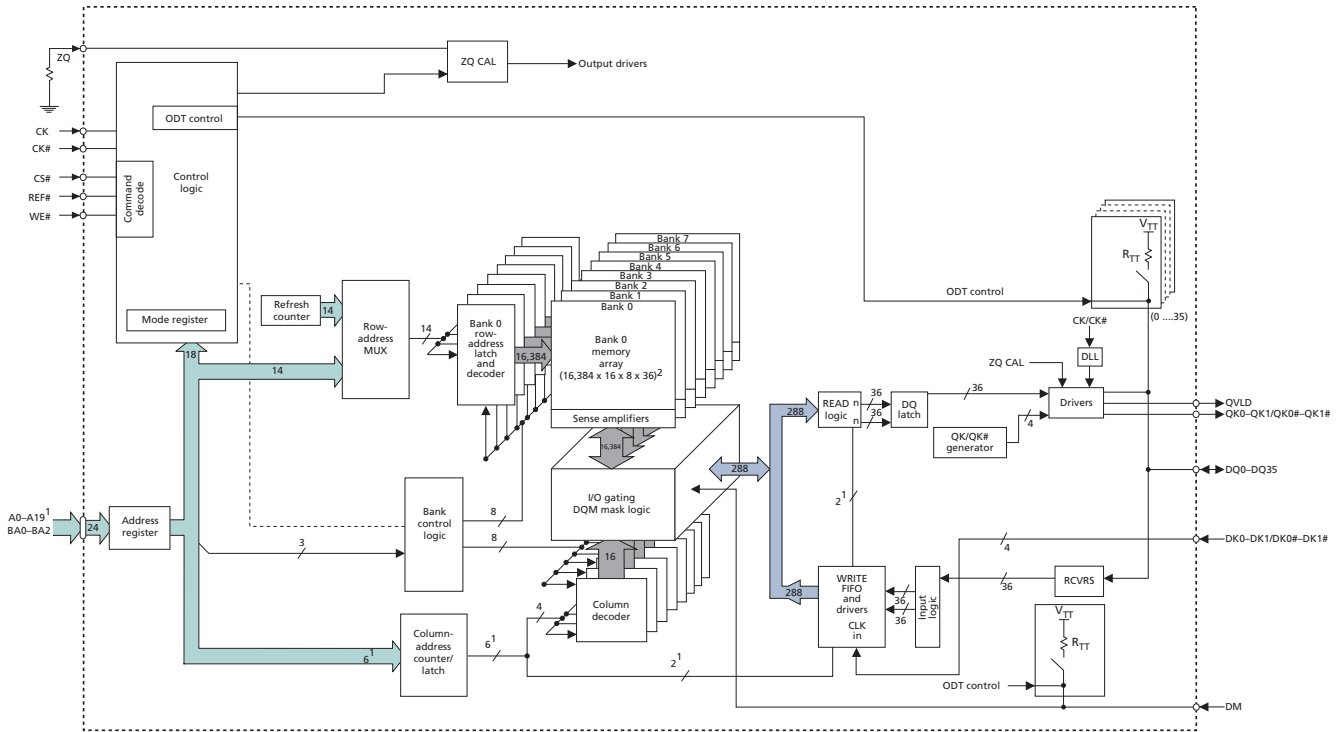 ZQ
ZQ CAL
Output drivers
ODT control
CK
CK#
CS#
REF#
WE#
Command
decode
Control
logic
Mode register
18
Refresh
counter
14
Row-
address
MUX
14
14
Bank 0
row-
address
latch
and
decoder
16,384
Bank 7
Bank 6
Bank 5
Bank 4
Bank 3
Bank 2
Bank 1
Bank 0
Bank 0
memory
array
(16,384 x 16 x 8 x 36)²
Sense amplifiers
16,384
I/O gating
DQM mask logic
16
Column
decoder
A0–A19¹
BA0–BA2
24
Address
register
3
Bank
control
logic
8
8
6¹
Column-
address
counter/
latch
6¹
4
2¹
288
288
288
READ
logic
n
n
36
36
DQ
latch
36
2¹
QK/QK#
generator
4
ZQ CAL
CK/CK#
DLL
Drivers
ODT control
VTT
RTT
(0 ....35)
QVLD
QK0–QK1/QK0#–QK1#
DQ0–DQ35
DK0–DK1/DK0#–DK1#
4
WRITE
FIFO
and
drivers
CLK
in
36
36
Input
logic
36
RCVRS
VTT
RTT
ODT control
DM